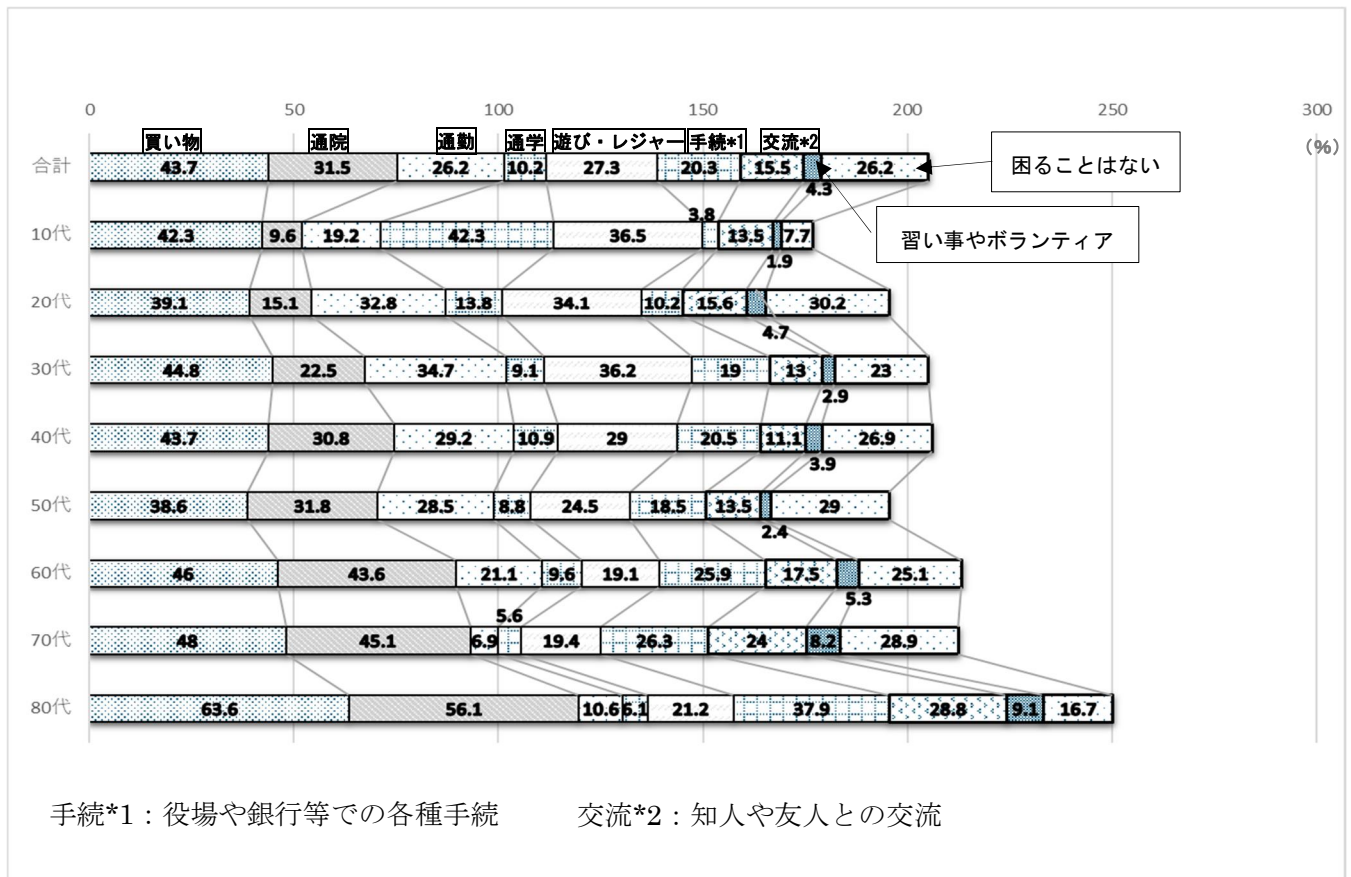 0 50 100 150 200 250 300
(%)
買い物 通院 通勤 通学 遊び・レジャー 手続*1 交流*2
合計 43.7 31.5 26.2 10.2 27.3 20.3 15.5 4.3 26.2
困ることはない
習い事やボランティア
10代 42.3 9.6 19.2 42.3 36.5 3.8 13.5 1.9 7.7
20代 39.1 15.1 32.8 13.8 34.1 10.2 15.6 4.7 30.2
30代 44.8 22.5 34.7 9.1 36.2 19 13 2.9 23
40代 43.7 30.8 29.2 10.9 29 20.5 11.1 3.9 26.9
50代 38.6 31.8 28.5 8.8 24.5 18.5 13.5 2.4 29
60代 46 43.6 21.1 9.6 19.1 25.9 17.5 5.3 25.1
70代 48 45.1 6.9 5.6 19.4 26.3 24 8.2 28.9
80代 63.6 56.1 10.6 6.1 21.2 37.9 28.8 9.1 16.7
手続*1：役場や銀行等での各種手続 交流*2：知人や友人との交流